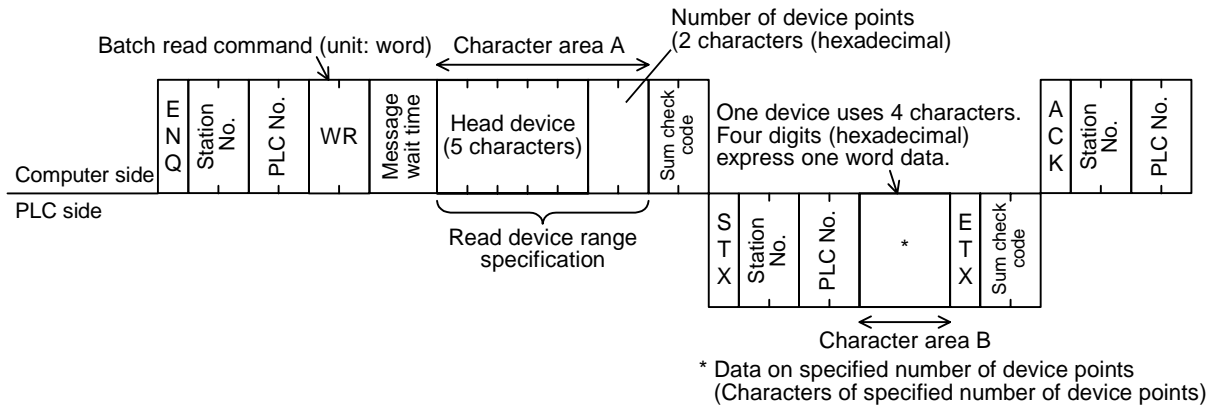 Number of device points
(2 characters (hexadecimal)
Batch read command (unit: word)
Character area A
ENQ
Station
No.
PLC No.
WR
Message
wait time
Head device
(5 characters)
Sum check
code
One device uses 4 characters.
Four digits (hexadecimal)
express one word data.
ACK
Station
No.
PLC No.
Computer side
PLC side
Read device range
specification
STX
Station
No.
PLC No.
*
ETX
Sum check
code
Character area B
* Data on specified number of device points
(Characters of specified number of device points)